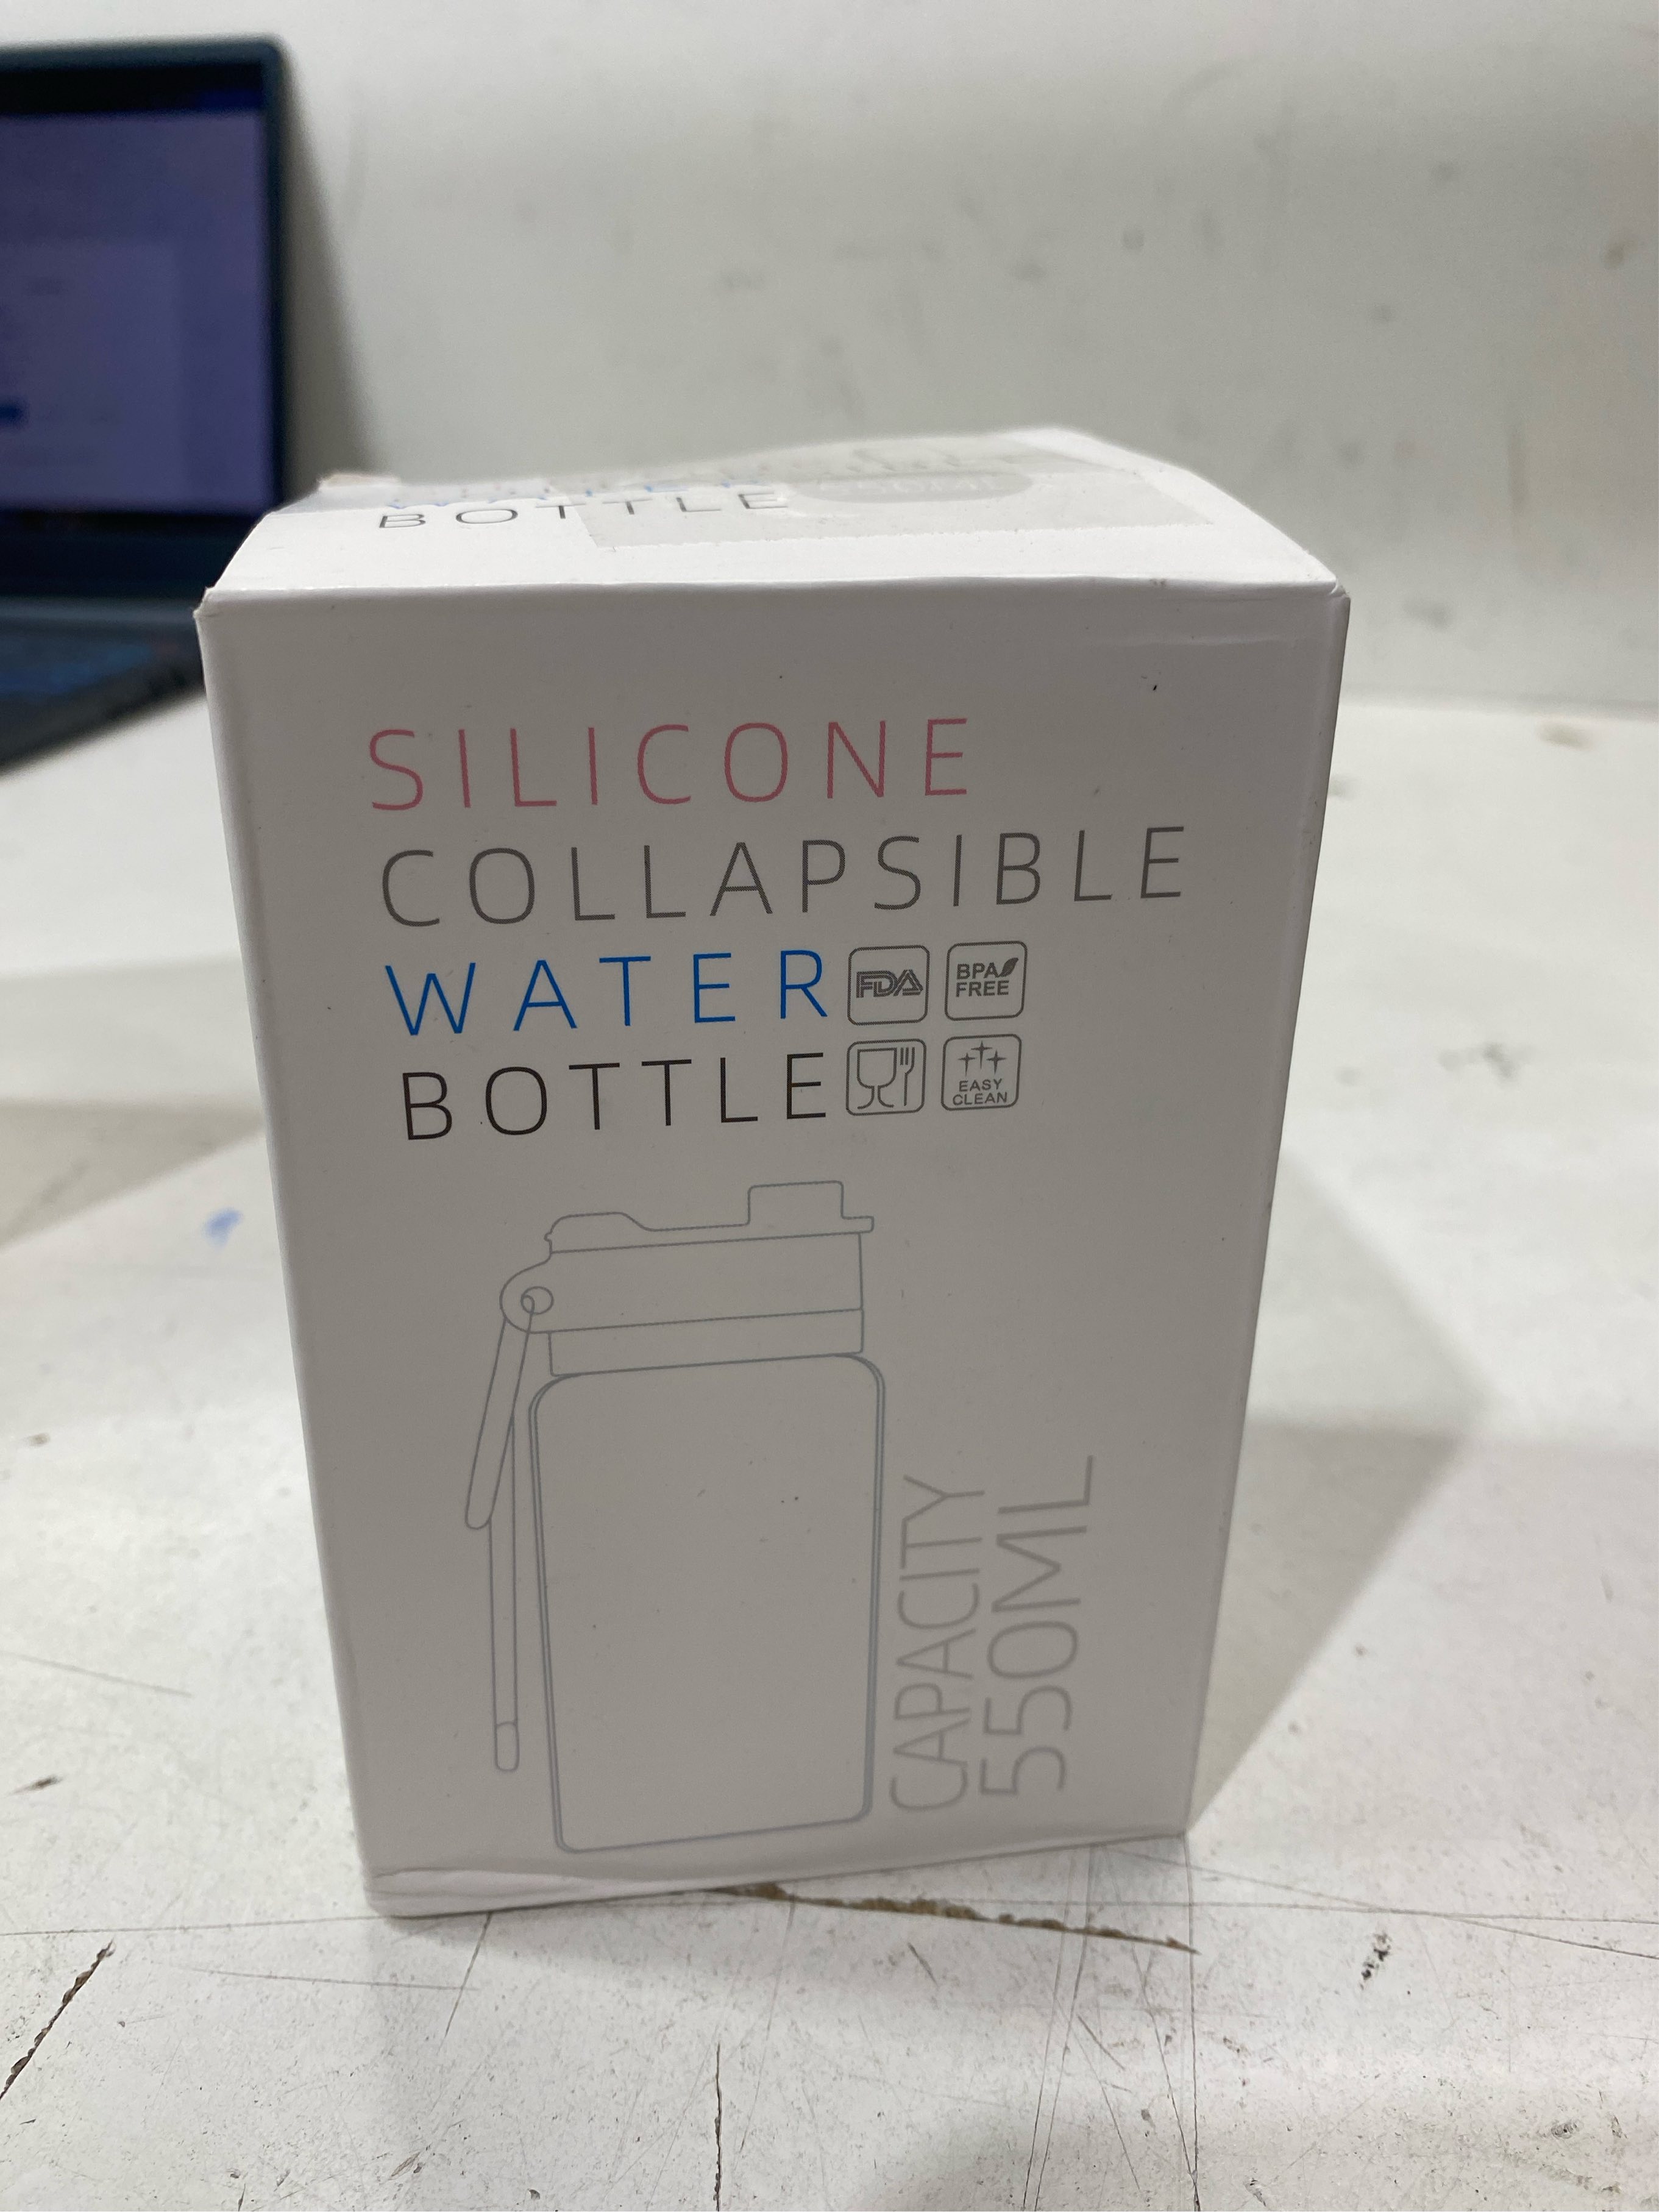 BOTTLE
SILICONE
COLLAPSIBLE
WATER
FDA
BPA
FREE
BOTTLE
EASY
CLEAN
CAPACITY
550ML